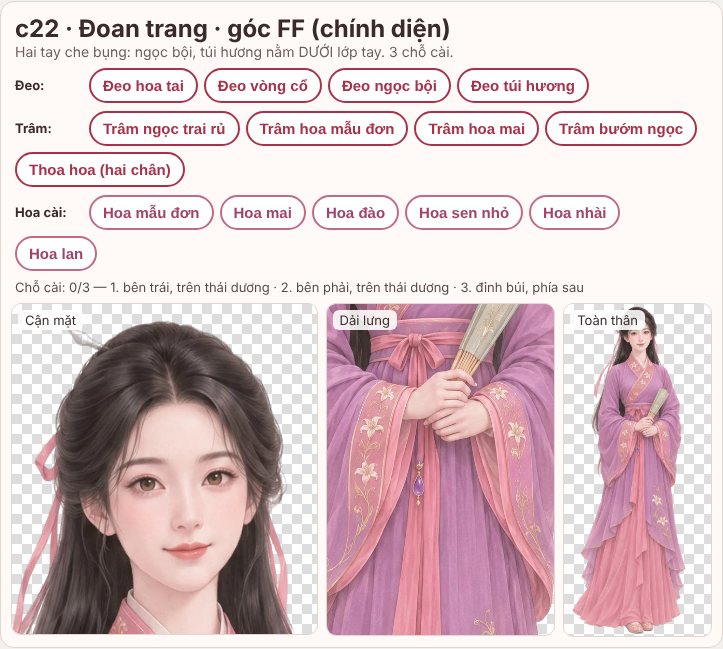 c22 · Đoan trang · góc FF (chính diện)
Hai tay che bụng: ngọc bội, túi hương nằm DƯỚI lớp tay. 3 chỗ cài.
Đeo: Đeo hoa tai Đeo vòng cổ Đeo ngọc bội Đeo túi hương
Trâm: Trâm ngọc trai rủ Trâm hoa mẫu đơn Trâm hoa mai Trâm bướm ngọc
Thoa hoa (hai chân)
Hoa cài: Hoa mẫu đơn Hoa mai Hoa đào Hoa sen nhỏ Hoa nhài
Hoa lan
Chỗ cài: 0/3 — 1. bên trái, trên thái dương · 2. bên phải, trên thái dương · 3. đỉnh búi, phía sau
Cận mặt Dải lưng Toàn thân